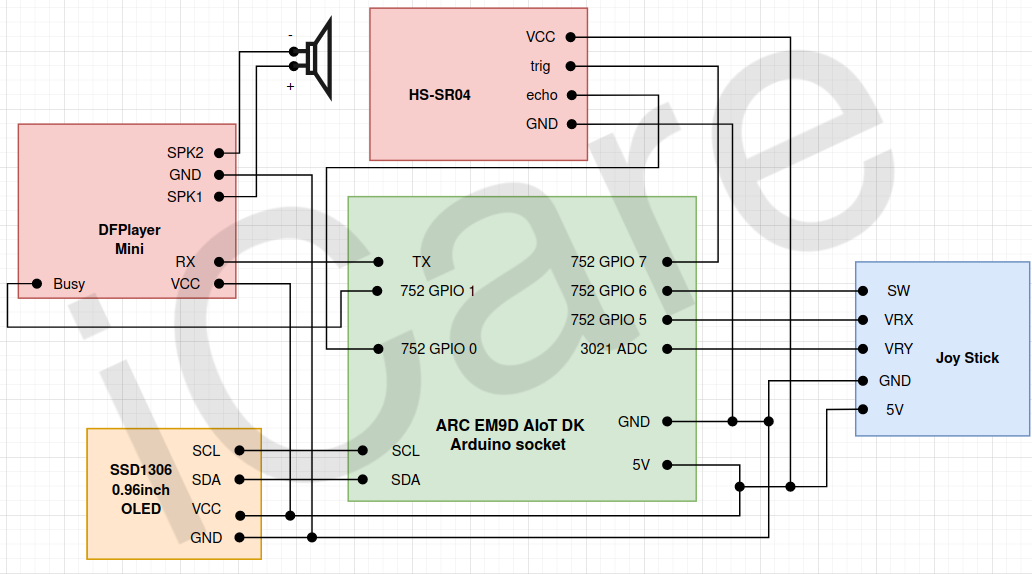 -
+
VCC
trig
HS-SR04
echo
GND
SPK2
GND
SPK1
DFPlayer
Mini
RX
Busy
VCC
TX
752 GPIO 7
752 GPIO 1
752 GPIO 6
752 GPIO 5
752 GPIO 0
3021 ADC
ARC EM9D AIoT DK
Arduino socket
GND
5V
SCL
SDA
SW
VRX
VRY
Joy Stick
GND
5V
SSD1306
0.96inch
OLED
SCL
SDA
VCC
GND
iCare